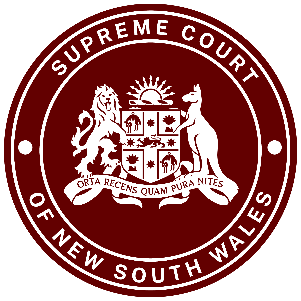 SUPREME COURT
ORTA RECENS QUAM PURA NITES
OF NEW SOUTH WALES